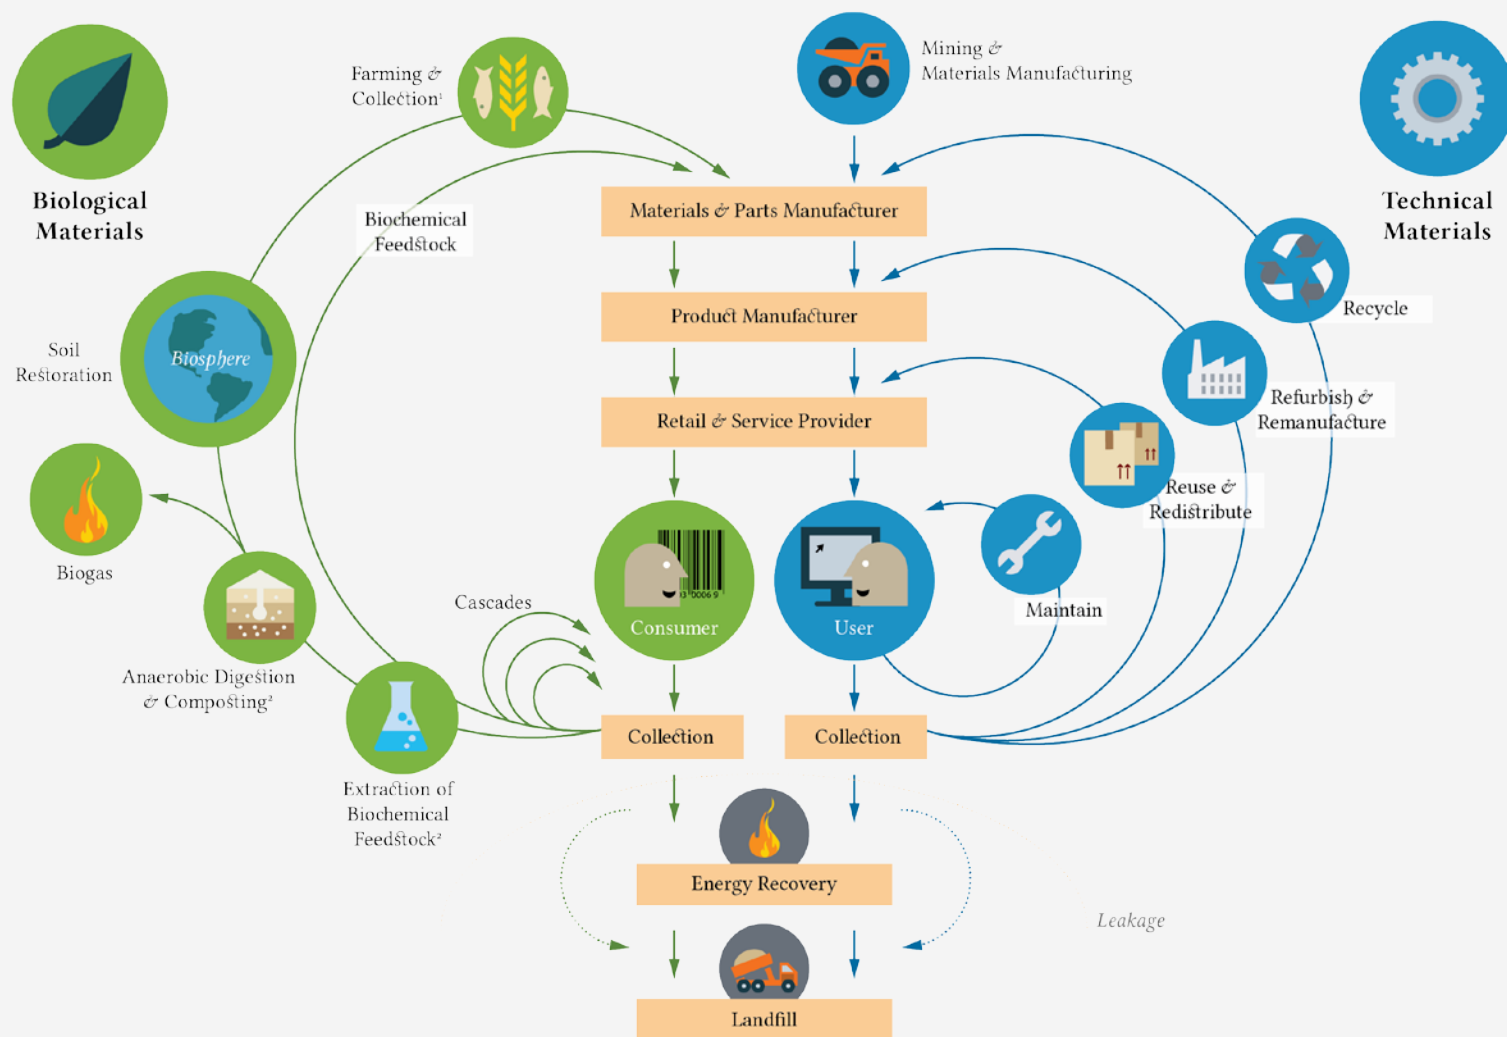 Biological
Materials
Farming &
Collection¹
Mining &
Materials Manufacturing
Technical
Materials
Biochemical
Feedstock
Materials & Parts Manufacturer
Recycle
Product Manufacturer
Soil
Restoration
Biosphere
Refurbish &
Remanufacture
Retail & Service Provider
Reuse &
Redistribute
Biogas
Cascades
Consumer
User
Maintain
Anaerobic Digestion
& Composting²
Collection
Collection
Extraction of
Biochemical
Feedstock²
Energy Recovery
Leakage
Landfill